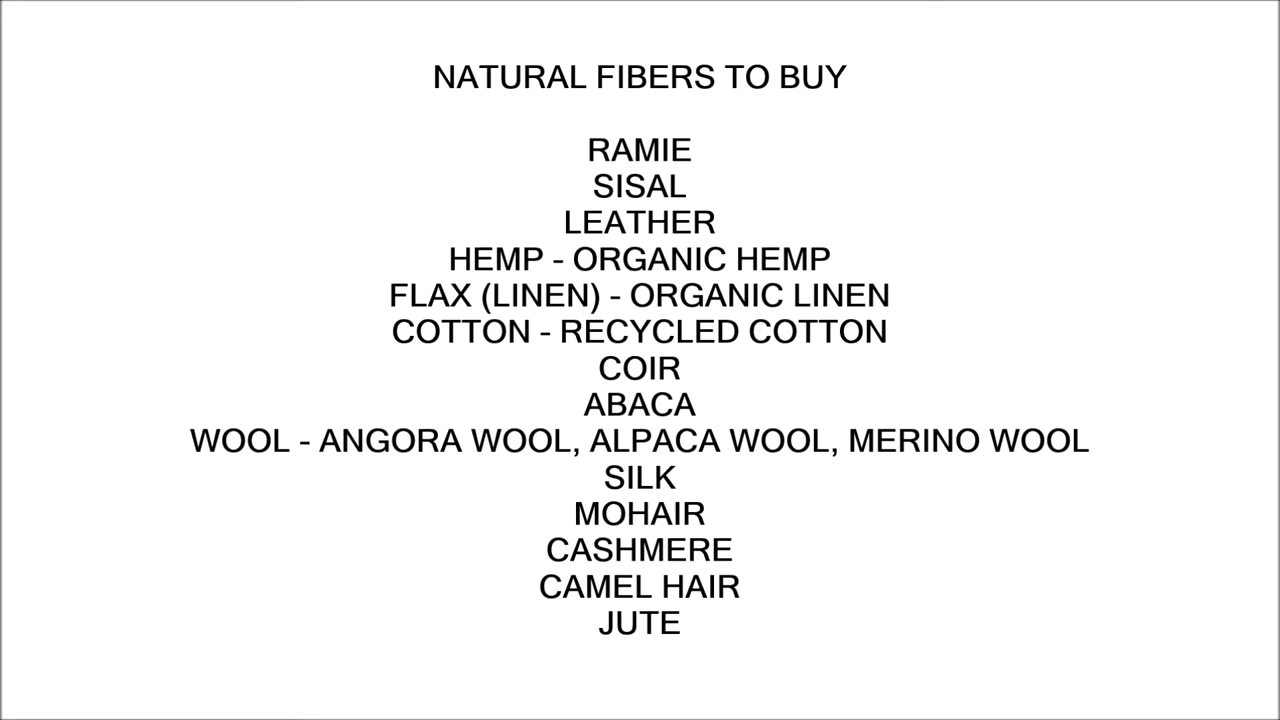 NATURAL FIBERS TO BUY
RAMIE
SISAL
LEATHER
HEMP - ORGANIC HEMP
FLAX (LINEN) - ORGANIC LINEN
COTTON - RECYCLED COTTON
COIR
ABACA
WOOL - ANGORA WOOL, ALPACA WOOL, MERINO WOOL
SILK
MOHAIR
CASHMERE
CAMEL HAIR
JUTE